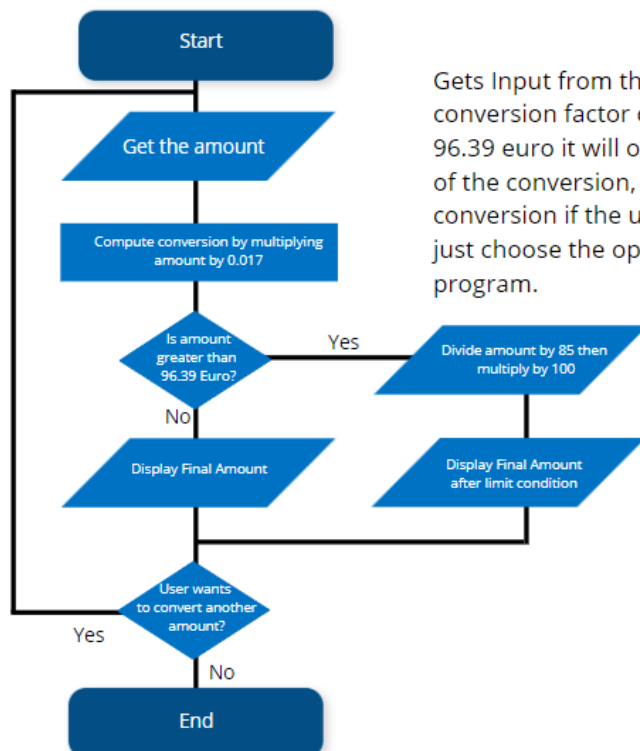 Start
Get the amount
Compute conversion by multiplying
amount by 0.017
Is amount
greater than
96.39 Euro?
Yes
Divide amount by 85 then
multiply by 100
No
Display Final Amount
Display Final Amount
after limit condition
User wants
to convert another
amount?
Yes
No
End
Gets Input from
conversion factor
96.39 euro it will
of the conversion,
conversion if the
just choose the
program.